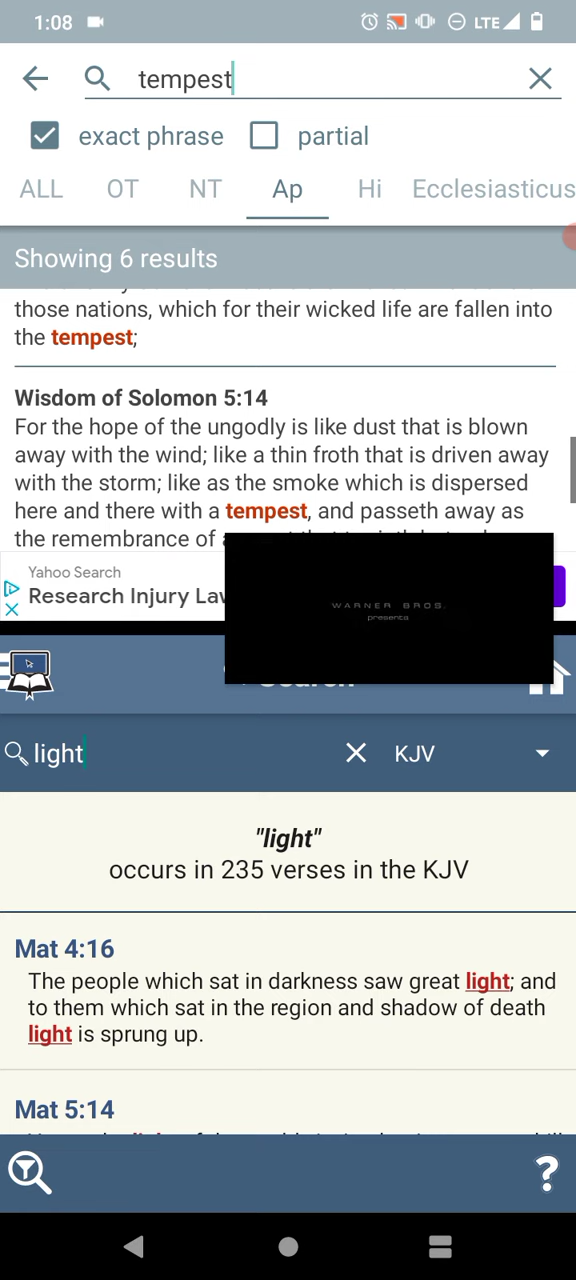 1:08 LTE
tempest
exact phrase partial
ALL OT NT Ap Hi Ecclesiasticus
Showing 6 results
those nations, which for their wicked life are fallen into
the tempest;
Wisdom of Solomon 5:14
For the hope of the ungodly is like dust that is blown
away with the wind; like a thin froth that is driven away
with the storm; like as the smoke which is dispersed
here and there with a tempest, and passeth away as
the remembrance of a
Yahoo Search
Research Injury La
WARNER BROS.
presents
Search
light KJV
"light"
occurs in 235 verses in the KJV
Mat 4:16
The people which sat in darkness saw great light; and
to them which sat in the region and shadow of death
light is sprung up.
Mat 5:14
?